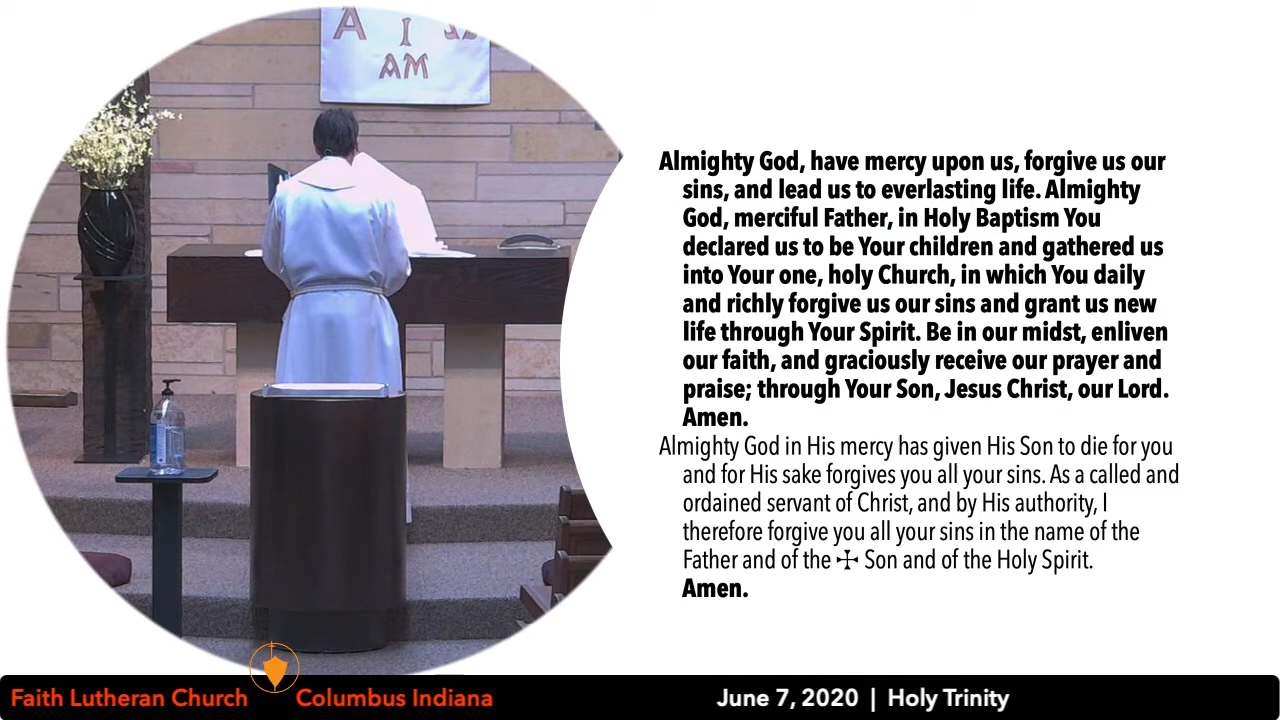 A I
AM
Almighty God, have mercy upon us, forgive us our
sins, and lead us to everlasting life. Almighty
God, merciful Father, in Holy Baptism You
declared us to be Your children and gathered us
into Your one, holy Church, in which You daily
and richly forgive us our sins and grant us new
life through Your Spirit. Be in our midst, enliven
our faith, and graciously receive our prayer and
praise; through Your Son, Jesus Christ, our Lord.
Amen.
Almighty God in His mercy has given His Son to die for you
and for His sake forgives you all your sins. As a called and
ordained servant of Christ, and by His authority, I
therefore forgive you all your sins in the name of the
Father and of the ☩ Son and of the Holy Spirit.
Amen.
Faith Lutheran Church Columbus Indiana
June 7, 2020 | Holy Trinity